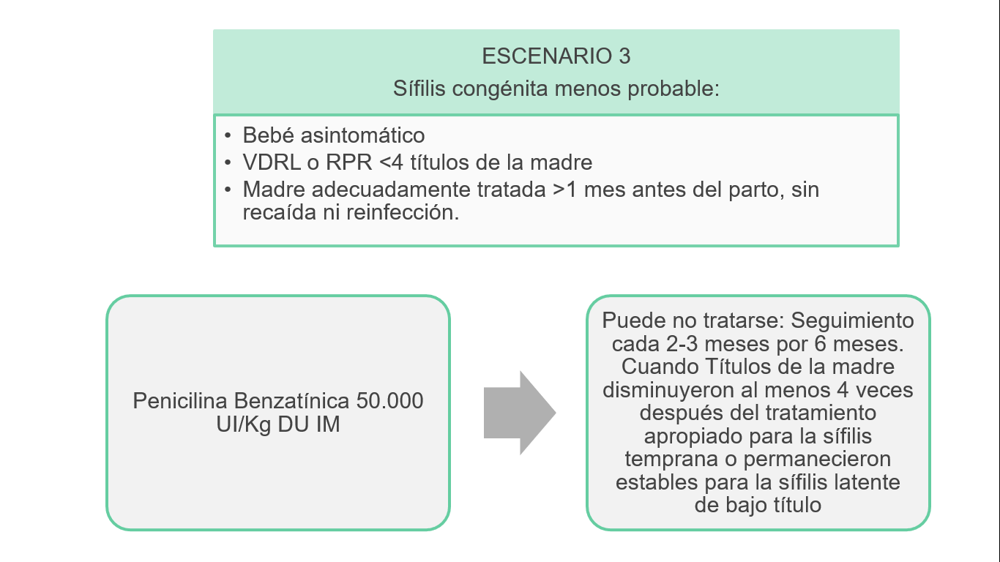 ESCENARIO 3
Sífilis congénita menos probable:
• Bebé asintomático
• VDRL o RPR <4 títulos de la madre
• Madre adecuadamente tratada >1 mes antes del parto, sin
recaída ni reinfección.
Penicilina Benzatínica 50.000
UI/Kg DU IM
Puede no tratarse: Seguimiento
cada 2-3 meses por 6 meses.
Cuando Títulos de la madre
disminuyeron al menos 4 veces
después del tratamiento
apropiado para la sífilis
temprana o permanecieron
estables para la sífilis latente
de bajo título